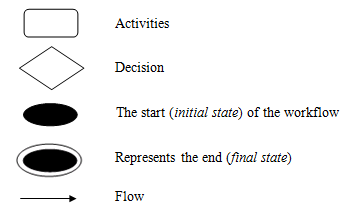 Activities
Decision
The start (initial state) of the workflow
Represents the end (final state)
Flow